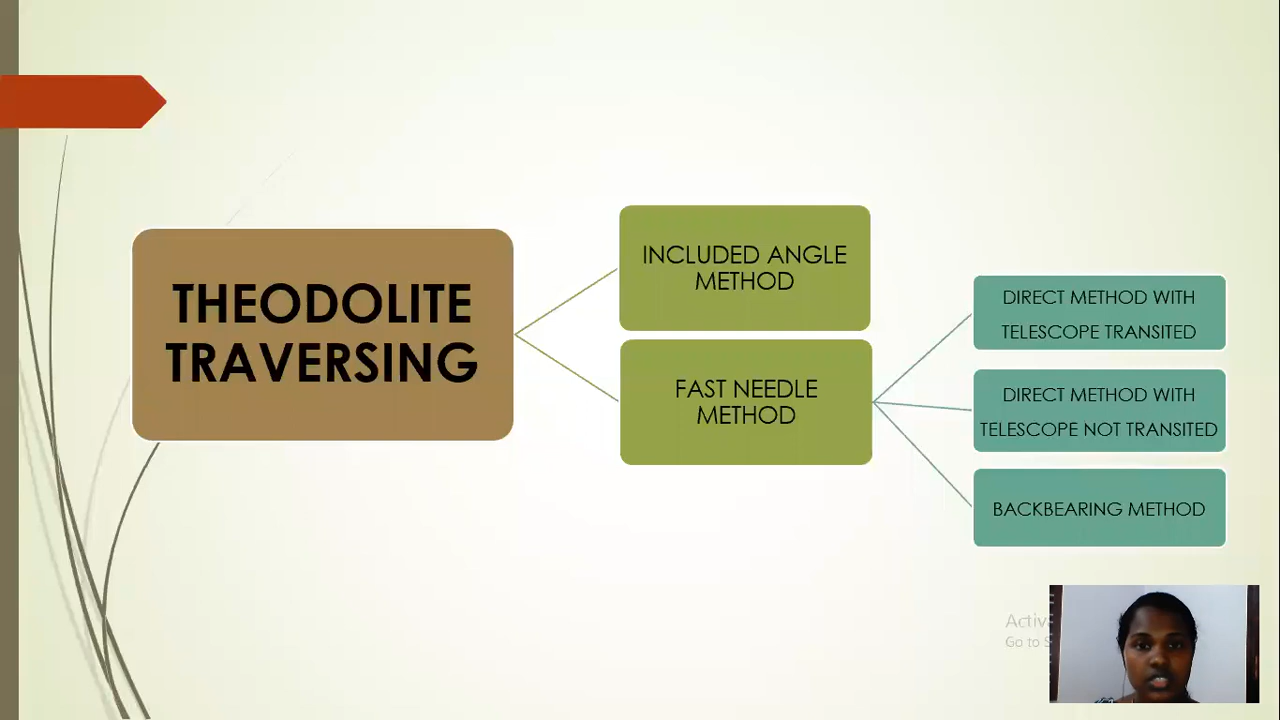 THEODOLITE
TRAVERSING
INCLUDED ANGLE
METHOD
FAST NEEDLE
METHOD
DIRECT METHOD WITH
TELESCOPE TRANSITED
DIRECT METHOD WITH
TELESCOPE NOT TRANSITED
BACKBEARING METHOD
Go to